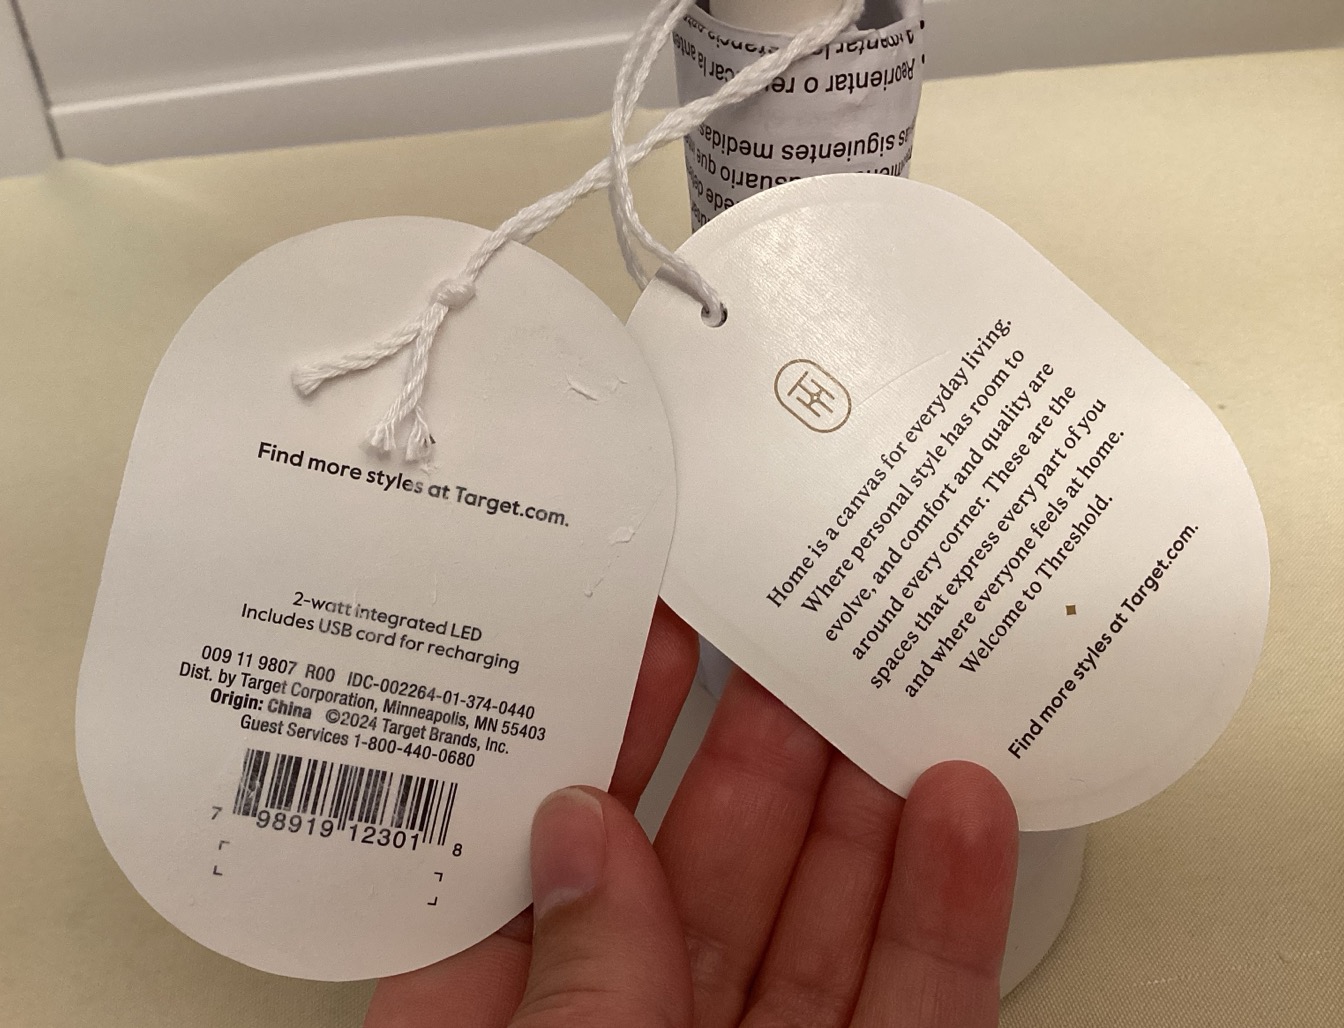 Reorientar o
as siguientes medidas
usuario que
Find more styles at Target.com.
2-watt integrated LED
Includes USB cord for recharging
009 11 9807 R00 IDC-002264-01-374-0440
Dist. by Target Corporation, Minneapolis, MN 55403
Origin: China ©2024 Target Brands, Inc.
Guest Services 1-800-440-0680
7 98919 12301 8
Home is a canvas for everyday living.
Where personal style has room to
evolve, and comfort and quality are
around every corner. These are the
spaces that express every part of you
and where everyone feels at home.
Welcome to Threshold.
Find more styles at Target.com.